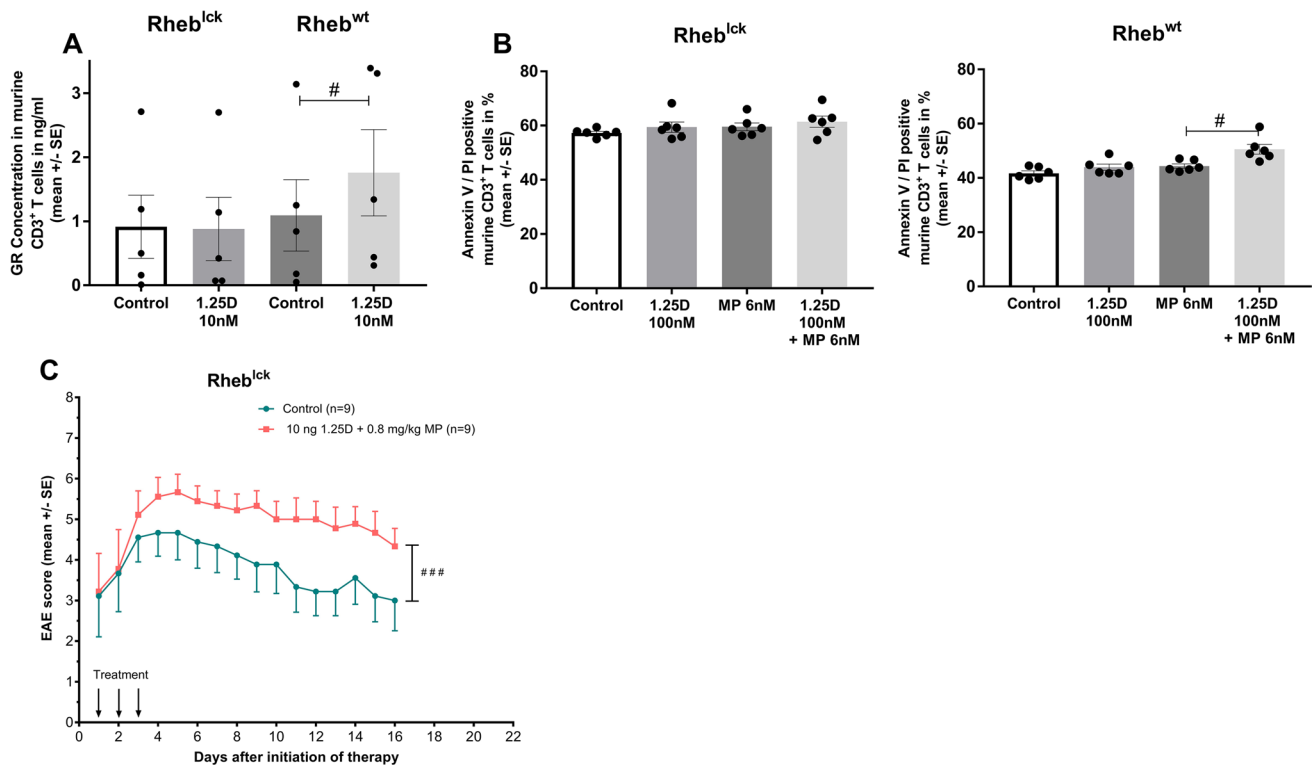 A
Rheb^lck
Rheb^wt
GR Concentration in murine
CD3⁺ T cells in ng/ml
(mean +/- SE)
3
2
1
0
#
Control
1.25D
10nM
Control
1.25D
10nM
B
Rheb^lck
Annexin V / PI positive
murine CD3⁺ T cells in %
(mean +/- SE)
80
60
40
20
0
Control
1.25D
100nM
MP 6nM
1.25D
100nM
+ MP 6nM
Rheb^wt
Annexin V / PI positive
murine CD3⁺ T cells in %
(mean +/- SE)
80
60
40
20
0
#
Control
1.25D
100nM
MP 6nM
1.25D
100nM
+ MP 6nM
C
Rheb^lck
Control (n=9)
10 ng 1.25D + 0.8 mg/kg MP (n=9)
EAE score (mean +/- SE)
8
7
6
5
4
3
2
1
0
###
Treatment
0 2 4 6 8 10 12 14 16 18 20 22
Days after initiation of therapy